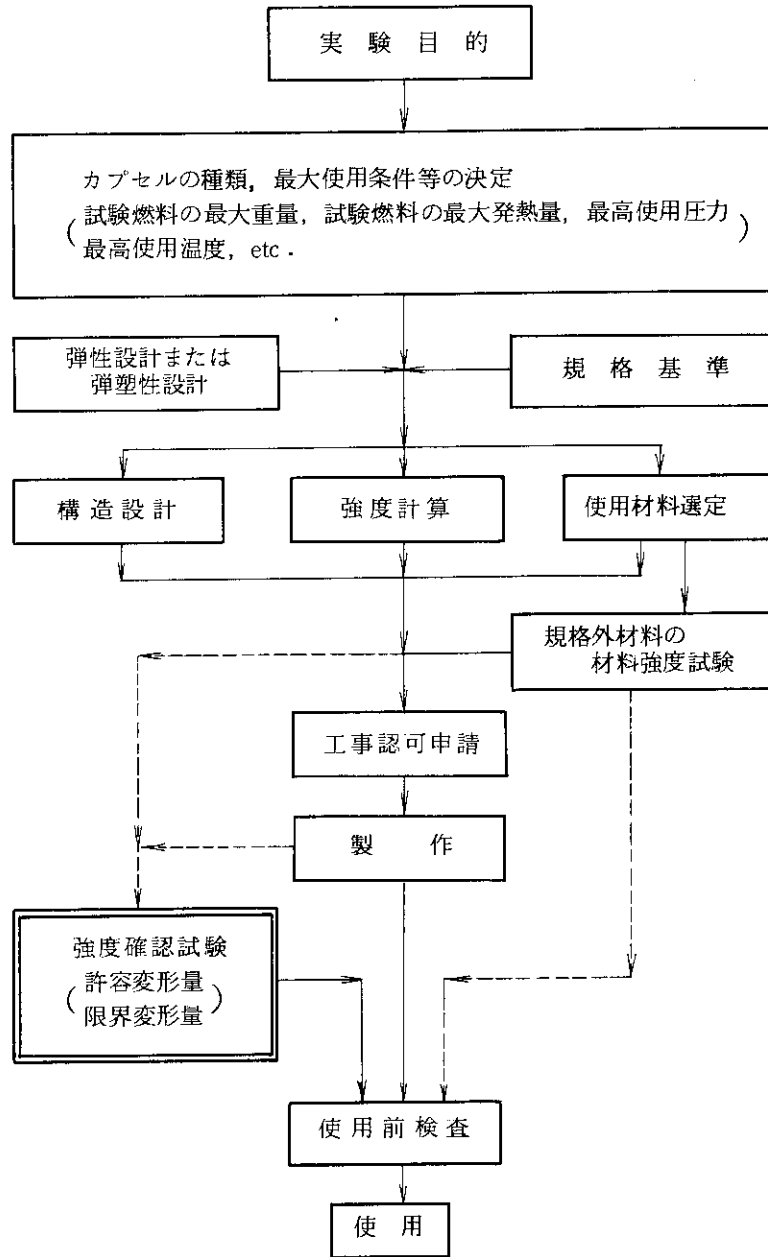 実験目的
カプセルの種類, 最大使用条件等の決定
(試験燃料の最大重量, 試験燃料の最大発熱量, 最高使用圧力
最高使用温度, etc.)
弾性設計または
弾塑性設計
規格基準
構造設計
強度計算
使用材料選定
規格外材料の
材料強度試験
工事認可申請
製作
強度確認試験
(許容変形量
限界変形量)
使用前検査
使用